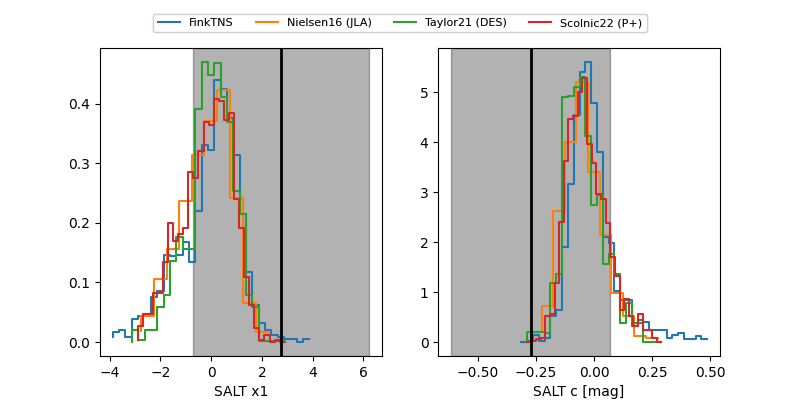 FinkTNS Nielsen16 (JLA) Taylor21 (DES) Scolnic22 (P+)
0.4
0.3
0.2
0.1
0.0
−4 −2 0 2 4 6
SALT x1
5
4
3
2
1
0
−0.50 −0.25 0.00 0.25 0.50
SALT c [mag]